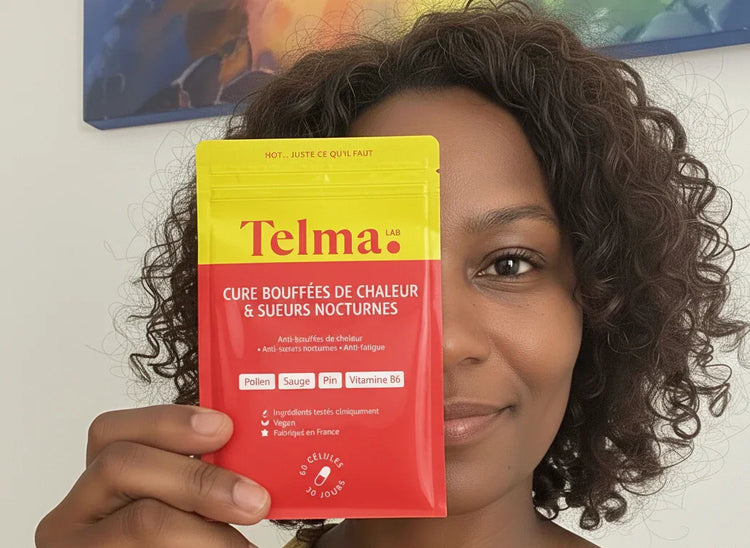 HOT... JUSTE CE QU'IL FAUT
Telma.
LAB
CURE BOUFFÉES DE CHALEUR
& SUEURS NOCTURNES
Anti-bouffées de chaleur
• Anti-sueurs nocturnes • Anti-fatigue
Pollen Sauge Pin Vitamine B6
Ingrédients testés cliniquement
Vegan
Fabriqué en France
60 CÉLULES
30 JOURS